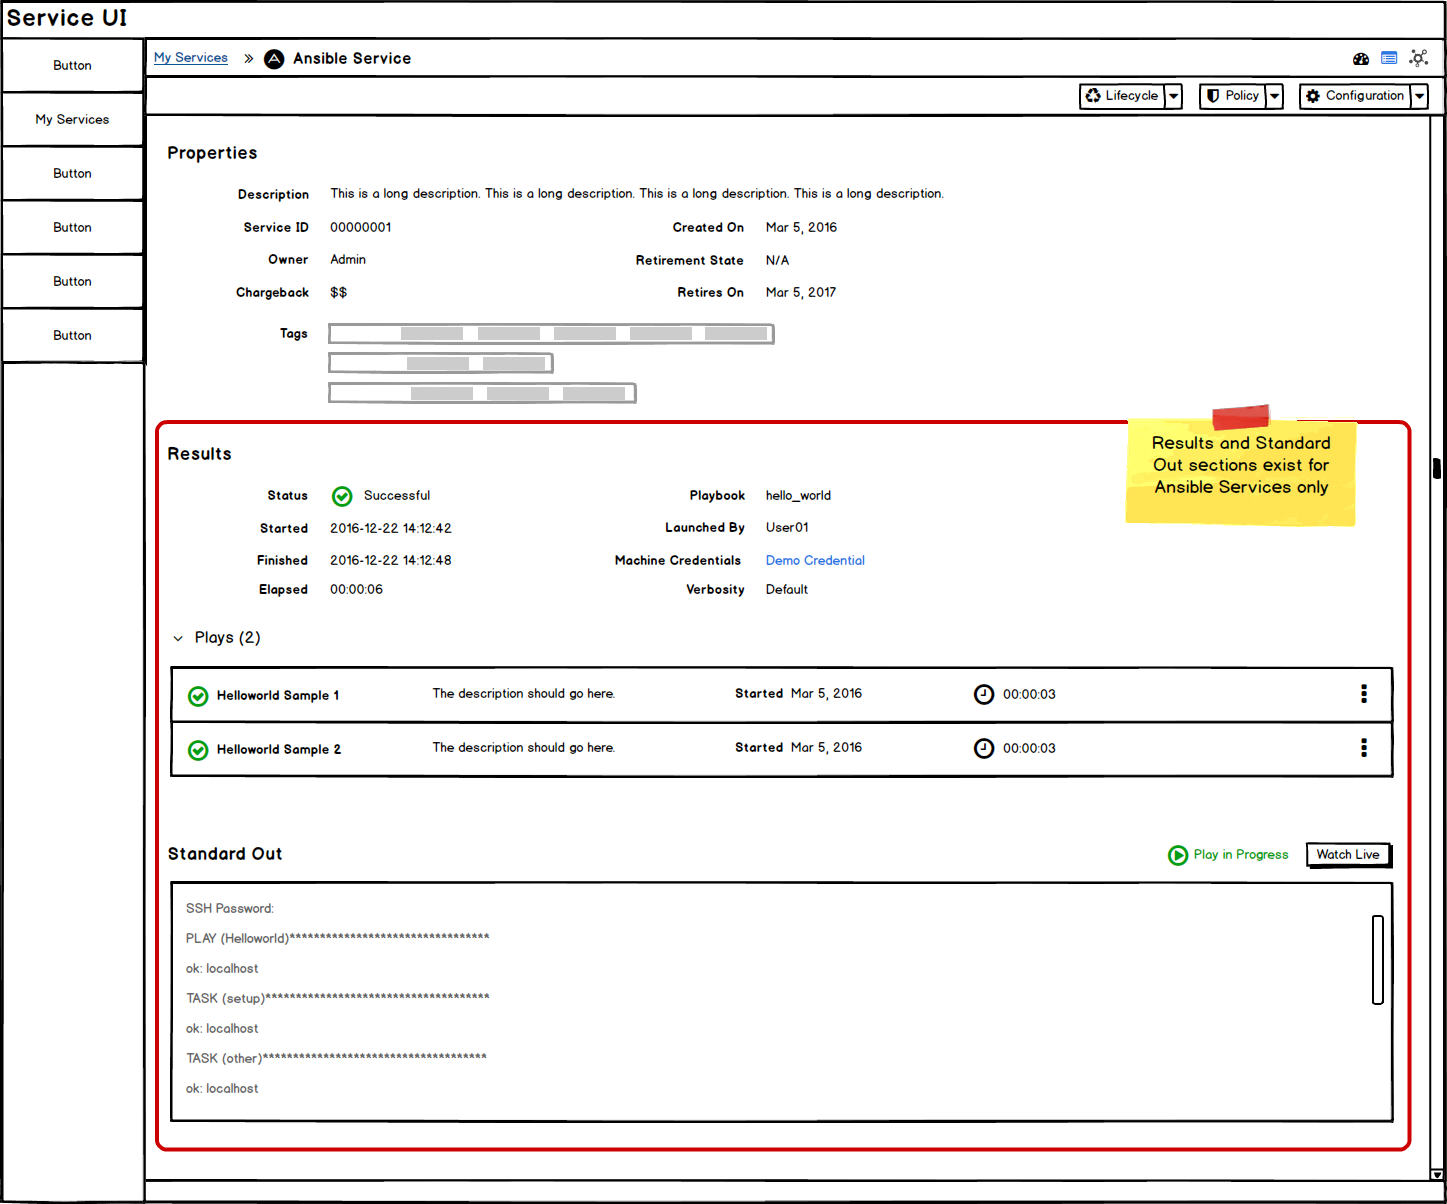 Service UI
Button
My Services
Button
Button
Button
Button
My Services » Ansible Service
Lifecycle
Policy
Configuration
Properties
Description This is a long description. This is a long description. This is a long description. This is a long description.
Service ID 00000001 Created On Mar 5, 2016
Owner Admin Retirement State N/A
Chargeback $$ Retires On Mar 5, 2017
Tags
Results and Standard
Out sections exist for
Ansible Services only
Results
Status Successful Playbook hello_world
Started 2016-12-22 14:12:42 Launched By User01
Finished 2016-12-22 14:12:48 Machine Credentials Demo Credential
Elapsed 00:00:06 Verbosity Default
Plays (2)
Helloworld Sample 1 The description should go here. Started Mar 5, 2016 00:00:03
Helloworld Sample 2 The description should go here. Started Mar 5, 2016 00:00:03
Standard Out Play in Progress Watch Live
SSH Password:
PLAY (Helloworld)*********************************
ok: localhost
TASK (setup)*************************************
ok: localhost
TASK (other)*************************************
ok: localhost